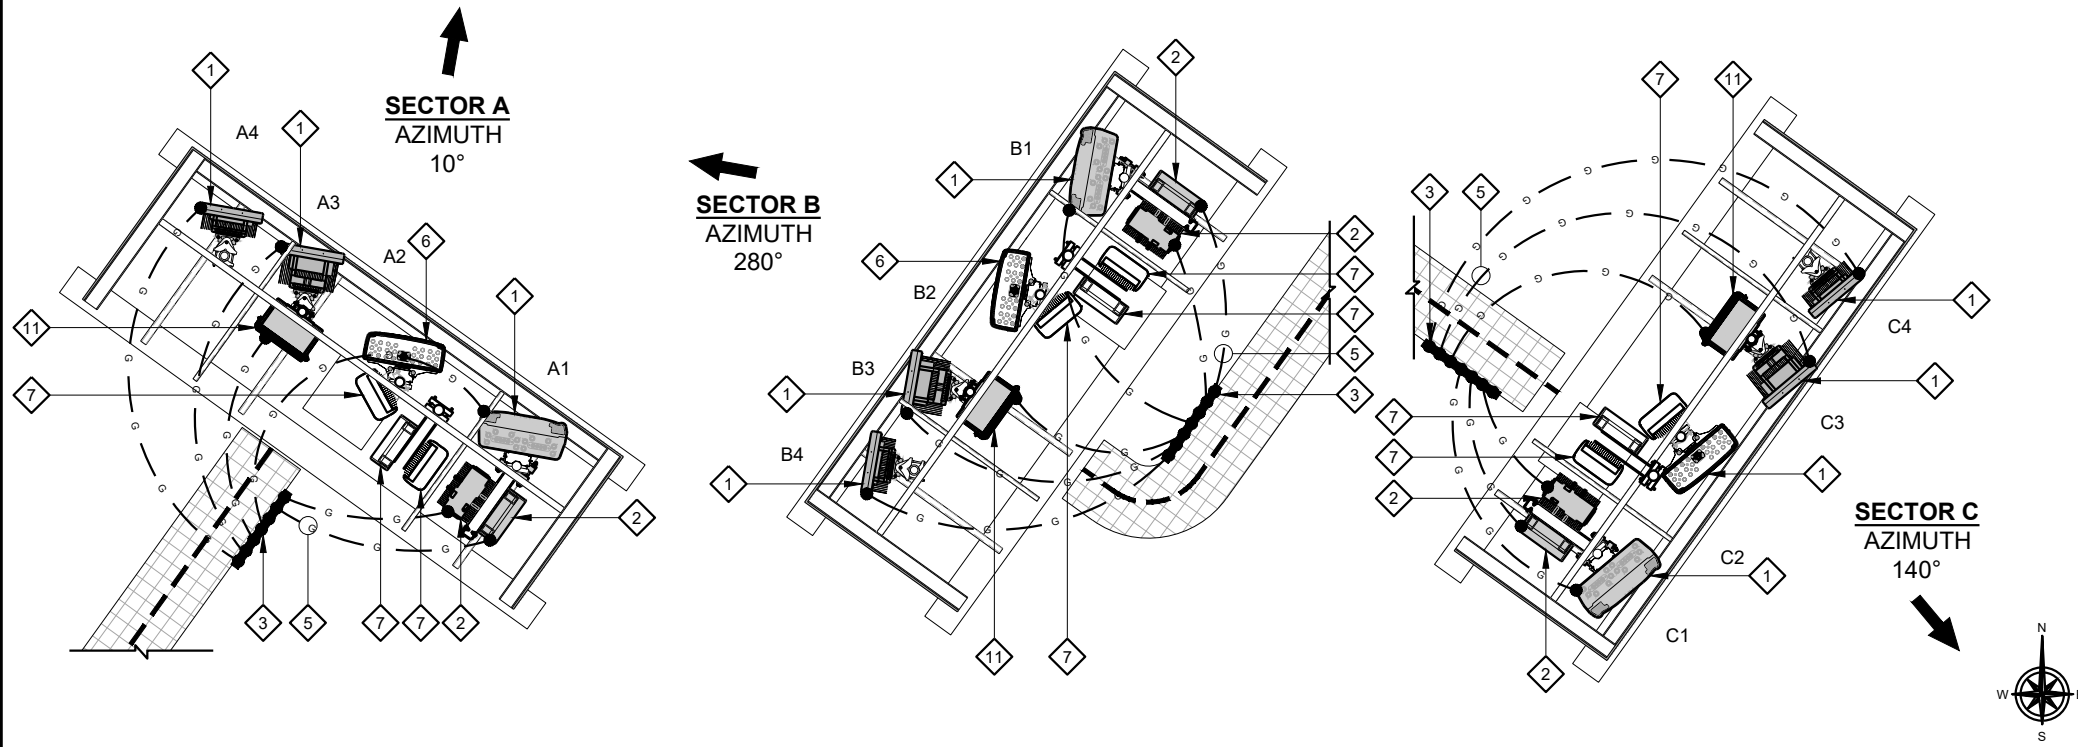 SECTOR A
AZIMUTH
10°
1
A4
1
A3
A2
6
1
A1
11
7
2
3
5
7
7
2
G G G G G G G G G G G G G G
SECTOR B
AZIMUTH
280°
2
B1
1
2
6
7
B2
7
5
B3
1
3
B4
1
11
7
G G G G G G G G G G G
7
11
3
5
1
C4
1
C3
7
7
1
2
SECTOR C
AZIMUTH
140°
C2
1
C1
2
G G G G G G G G G G G G G G
N
W
S